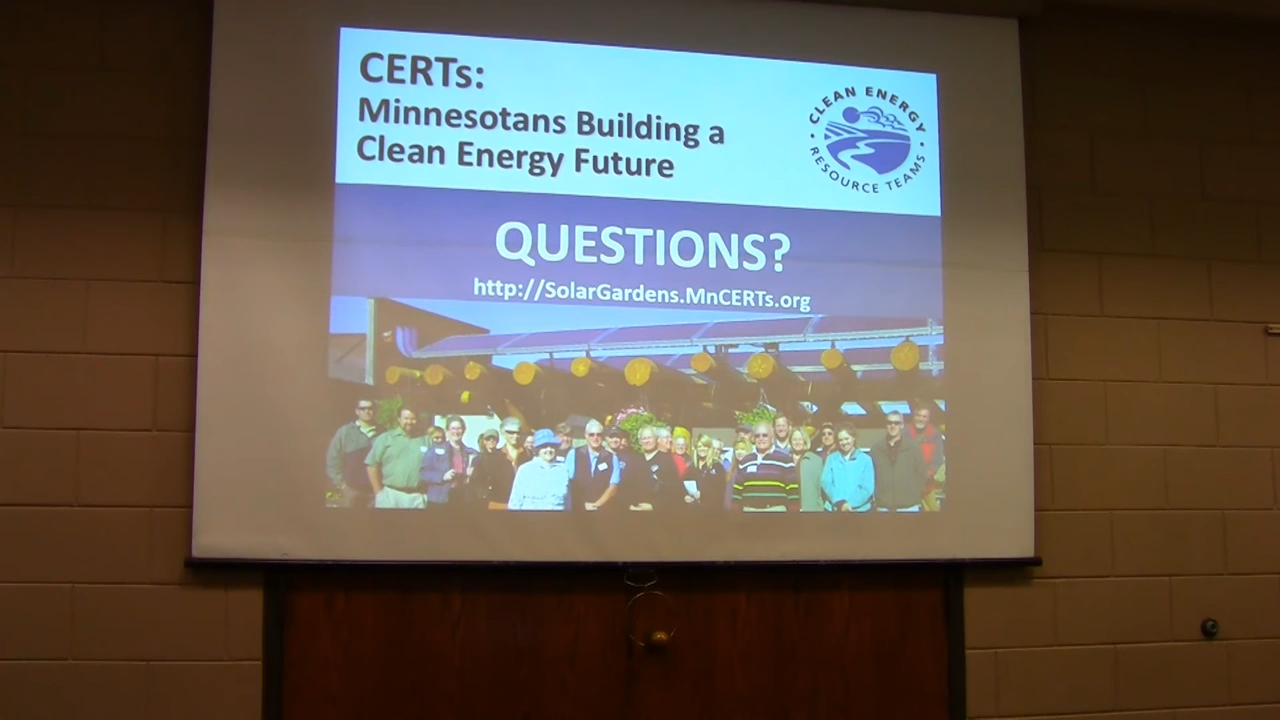 CERTs:
Minnesotans Building a
Clean Energy Future
CLEAN ENERGY
RESOURCE TEAMS
QUESTIONS?
http://SolarGardens.MnCERTs.org